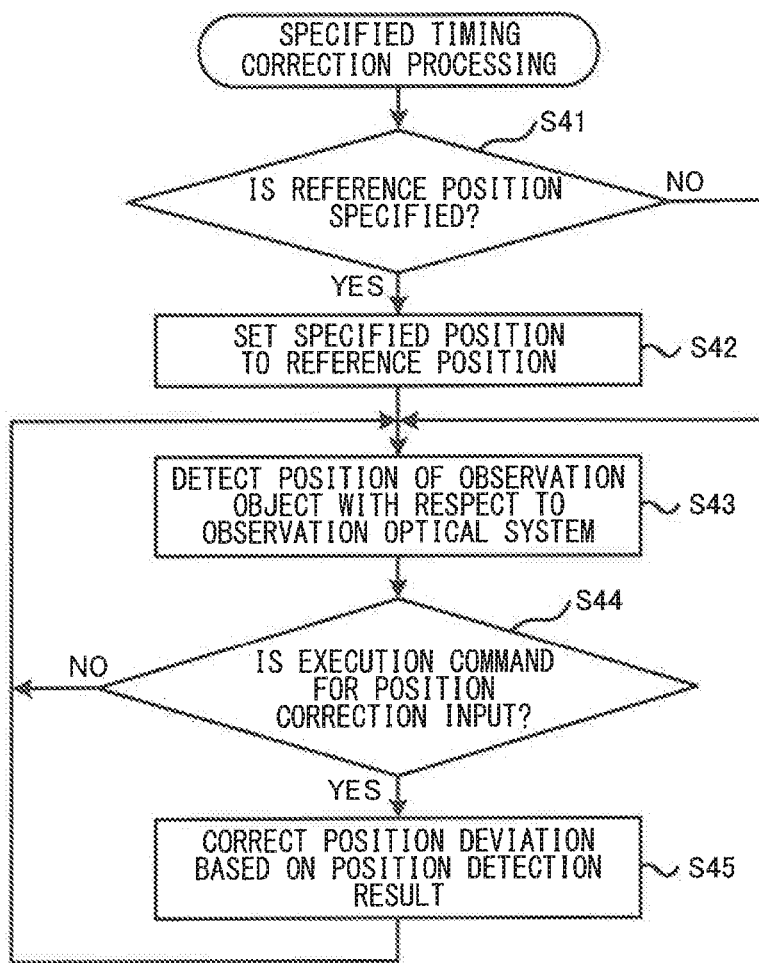 SPECIFIED TIMING
CORRECTION PROCESSING
S41
IS REFERENCE POSITION
SPECIFIED?
NO
YES
SET SPECIFIED POSITION
TO REFERENCE POSITION
S42
DETECT POSITION OF OBSERVATION
OBJECT WITH RESPECT TO
OBSERVATION OPTICAL SYSTEM
S43
S44
NO
IS EXECUTION COMMAND
FOR POSITION
CORRECTION INPUT?
YES
CORRECT POSITION DEVIATION
BASED ON POSITION DETECTION
RESULT
S45